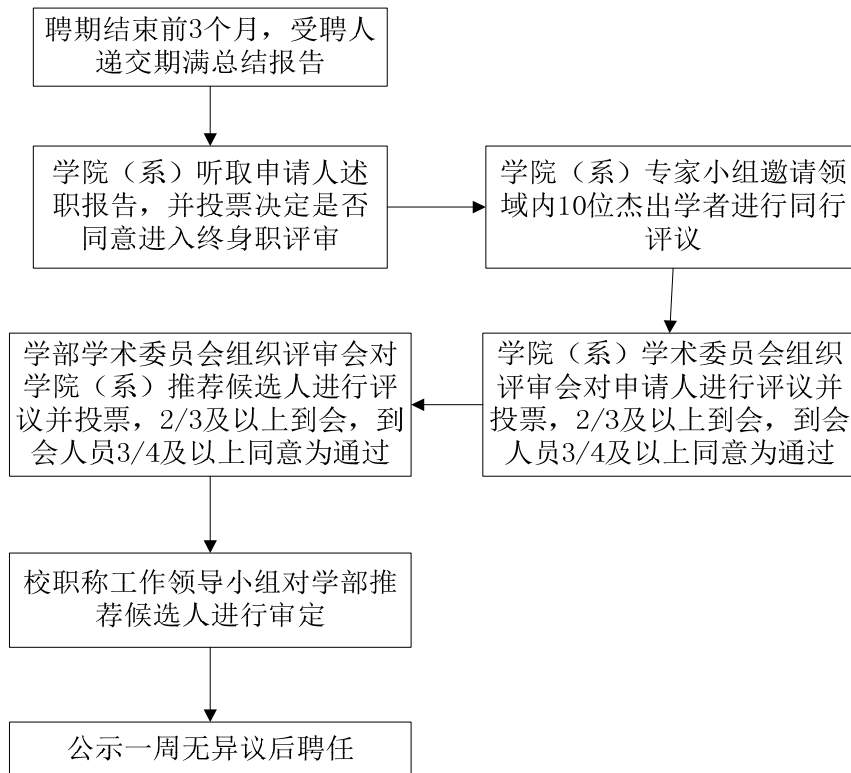 聘期结束前3个月，受聘人
递交期满总结报告
学院（系）听取申请人述
职报告，并投票决定是否
同意进入终身职评审
学院（系）专家小组邀请领
域内10位杰出学者进行同行
评议
学院（系）学术委员会组织
评审会对申请人进行评议并
投票，2/3及以上到会，到会
人员3/4及以上同意为通过
学部学术委员会组织评审会对
学院（系）推荐候选人进行评
议并投票，2/3及以上到会，到
会人员3/4及以上同意为通过
校职称工作领导小组对学部推
荐候选人进行审定
公示一周无异议后聘任